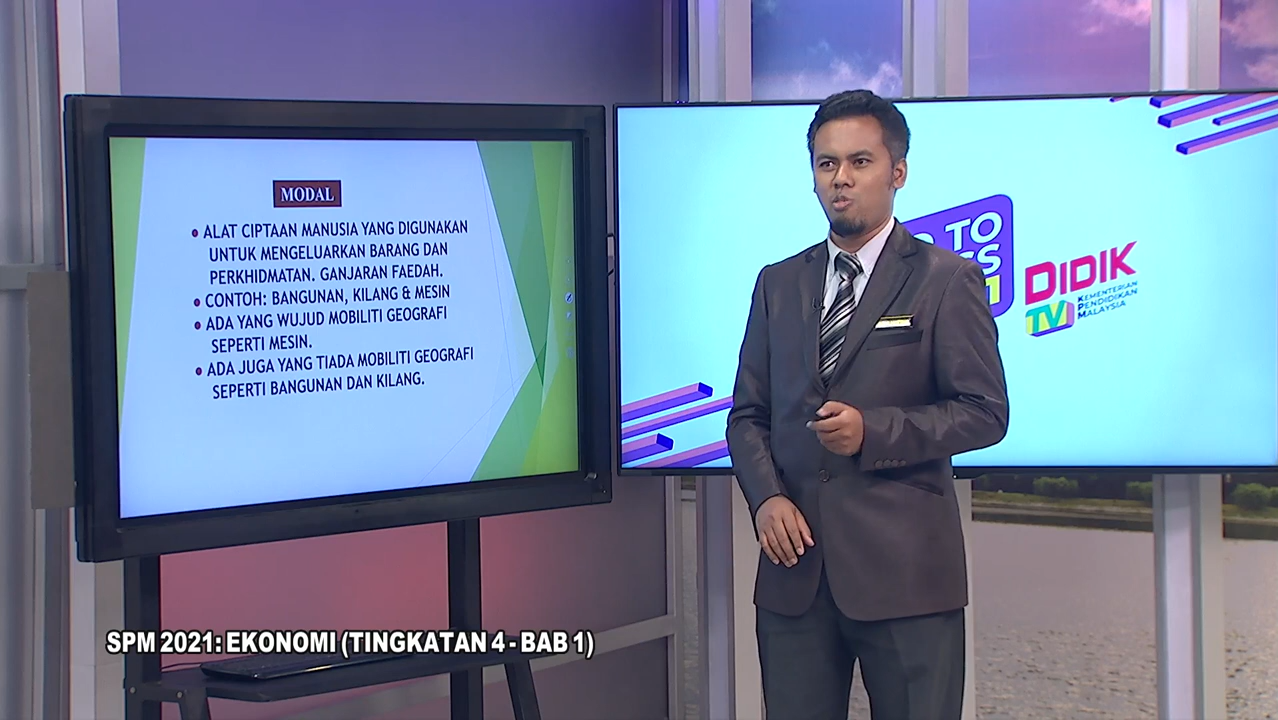 MODAL
• ALAT CIPTAAN MANUSIA YANG DIGUNAKAN
UNTUK MENGELUARKAN BARANG DAN
PERKHIDMATAN. GANJARAN FAEDAH.
• CONTOH: BANGUNAN, KILANG & MESIN
• ADA YANG WUJUD MOBILITI GEOGRAFI
SEPERTI MESIN.
• ADA JUGA YANG TIADA MOBILITI GEOGRAFI
SEPERTI BANGUNAN DAN KILANG.
TO
DIDIK
TV
KEMENTERIAN
PENDIDIKAN
MALAYSIA
SPM 2021: EKONOMI (TINGKATAN 4 - BAB 1)